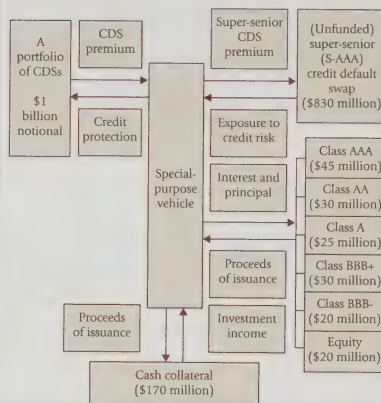 A
portfolio
of CDSs
$1
billion
notional
CDS
premium
Credit
protection
Special-
purpose
vehicle
Super-senior
CDS
premium
Exposure to
credit risk
(Unfunded)
super-senior
(S-AAA)
credit default
swap
($830 million)
Interest and
principal
Proceeds
of issuance
Class AAA
($45 million)
Class AA
($30 million)
Class A
($25 million)
Class BBB+
($30 million)
Class BBB-
($20 million)
Equity
($20 million)
Proceeds
of issuance
Investment
income
Cash collateral
($170 million)